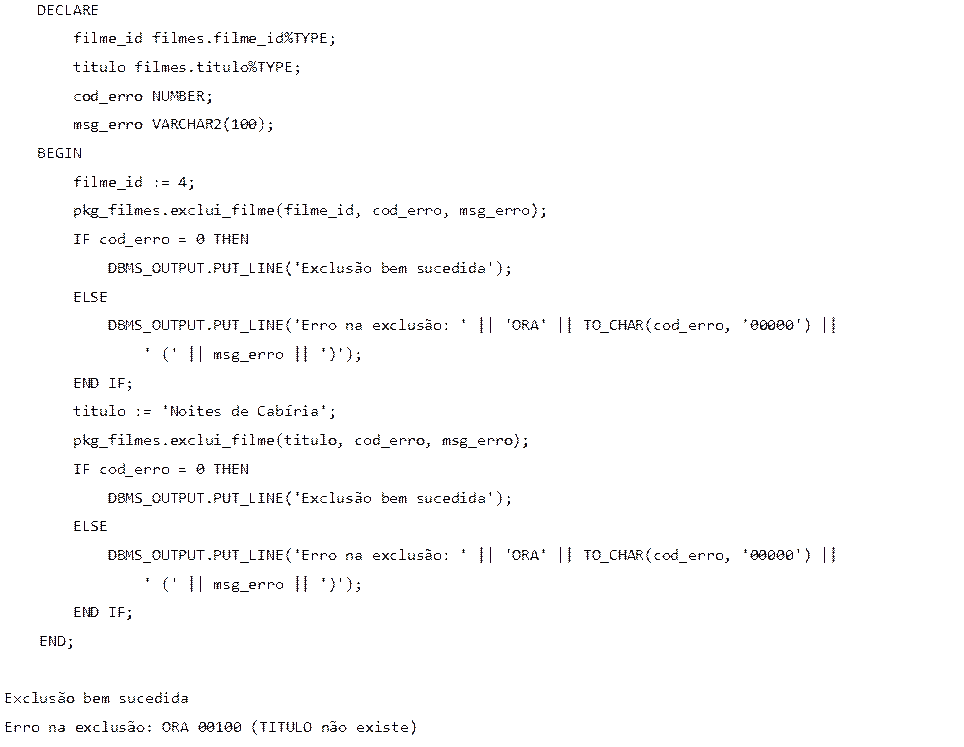 DECLARE
filme_id filmes.filme_id%TYPE;
titulo filmes.titulo%TYPE;
cod_erro NUMBER;
msg_erro VARCHAR2(100);
BEGIN
filme_id := 4;
pkg_filmes.exclui_filme(filme_id, cod_erro, msg_erro);
IF cod_erro = 0 THEN
DBMS_OUTPUT.PUT_LINE('Exclusão bem sucedida');
ELSE
DBMS_OUTPUT.PUT_LINE('Erro na exclusão: ' || 'ORA' || TO_CHAR(cod_erro, '00000') ||
' (' || msg_erro || ')');
END IF;
titulo := 'Noites de Cabíria';
pkg_filmes.exclui_filme(titulo, cod_erro, msg_erro);
IF cod_erro = 0 THEN
DBMS_OUTPUT.PUT_LINE('Exclusão bem sucedida');
ELSE
DBMS_OUTPUT.PUT_LINE('Erro na exclusão: ' || 'ORA' || TO_CHAR(cod_erro, '00000') ||
' (' || msg_erro || ')');
END IF;
END;
Exclusão bem sucedida
Erro na exclusão: ORA 00100 (TITULO não existe)